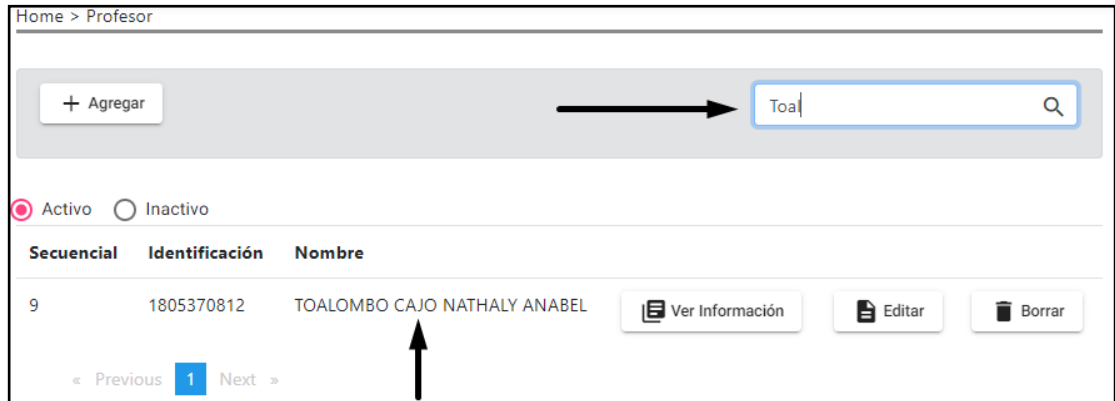 Home > Profesor
+ Agregar
Toal
Activo Inactivo
Secuencial Identificación Nombre
9 1805370812 TOALOMBO CAJO NATHALY ANABEL Ver Información Editar Borrar
« Previous 1 Next »